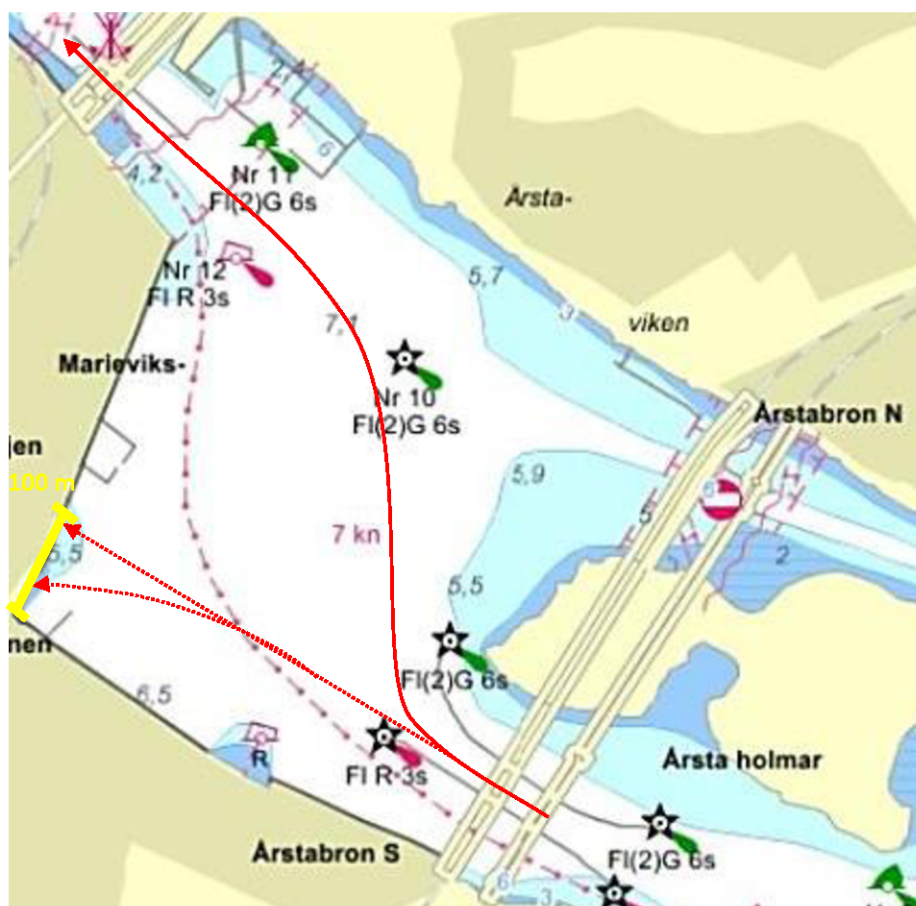 2,1
6
4,2
Nr 11
Fl(2)G 6s
Årsta-
Nr 12
Fl R 3s
5,7
3
7,1
viken
Marieviks-
Nr 10
Fl(2)G 6s
Årstabron N
jen
5,9
100 m
6
5
7 kn
5,5
2
5,5
nen
Fl(2)G 6s
6,5
R
Fl R 3s
Årsta holmar
Årstabron S
Fl(2)G 6s
6
3